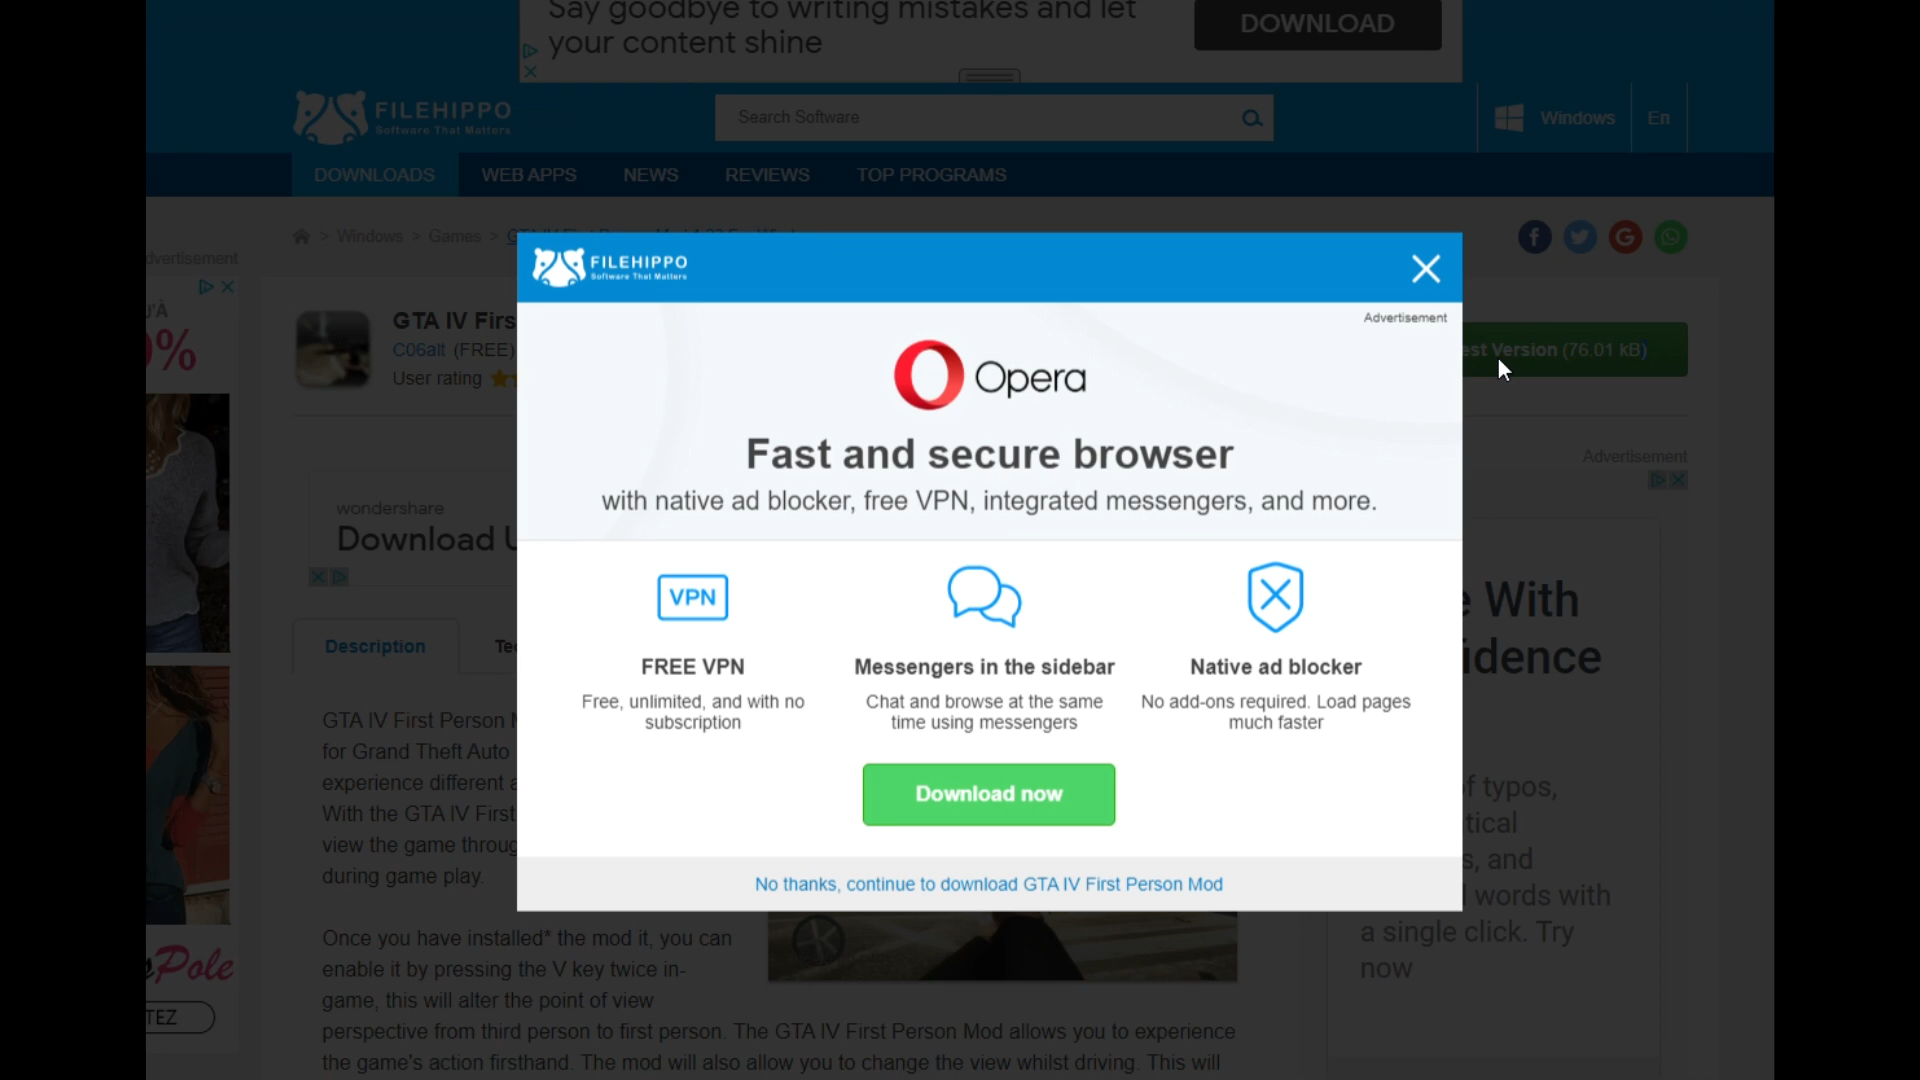 Say goodbye to writing mistakes and let
your content shine
DOWNLOAD
FILEHIPPO
Software That Matters
Search Software
Windows
En
DOWNLOADS
WEB APPS
NEWS
REVIEWS
TOP PROGRAMS
> Windows > Games >
dvertisement
FILEHIPPO
Software That Matters
Advertisement
J'À
%
GTA IV Firs
C06alt (FREE)
User rating
est Version (76.01 kB)
Opera
Fast and secure browser
with native ad blocker, free VPN, integrated messengers, and more.
Advertisement
wondershare
Download U
VPN
FREE VPN
Free, unlimited, and with no
subscription
Messengers in the sidebar
Chat and browse at the same
time using messengers
Native ad blocker
No add-ons required. Load pages
much faster
Download now
No thanks, continue to download GTA IV First Person Mod
e With
idence
f typos,
tical
s, and
words with
a single click. Try
now
Description
Te
GTA IV First Person M
for Grand Theft Auto
experience different a
With the GTA IV First
view the game throug
during game play.
Once you have installed* the mod it, you can
enable it by pressing the V key twice in-
game, this will alter the point of view
perspective from third person to first person. The GTA IV First Person Mod allows you to experience
the game's action firsthand. The mod will also allow you to change the view whilst driving. This will
Pole
TEZ